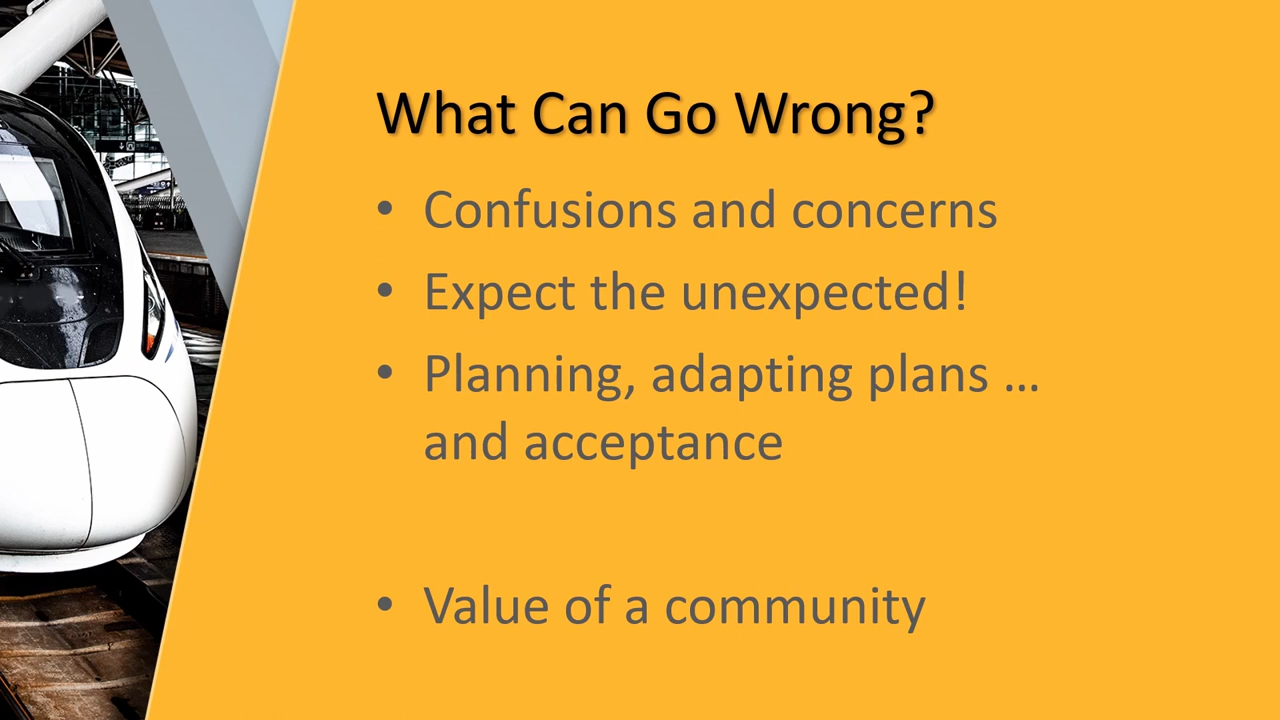 What Can Go Wrong?
• Confusions and concerns
• Expect the unexpected!
• Planning, adapting plans …
and acceptance
• Value of a community